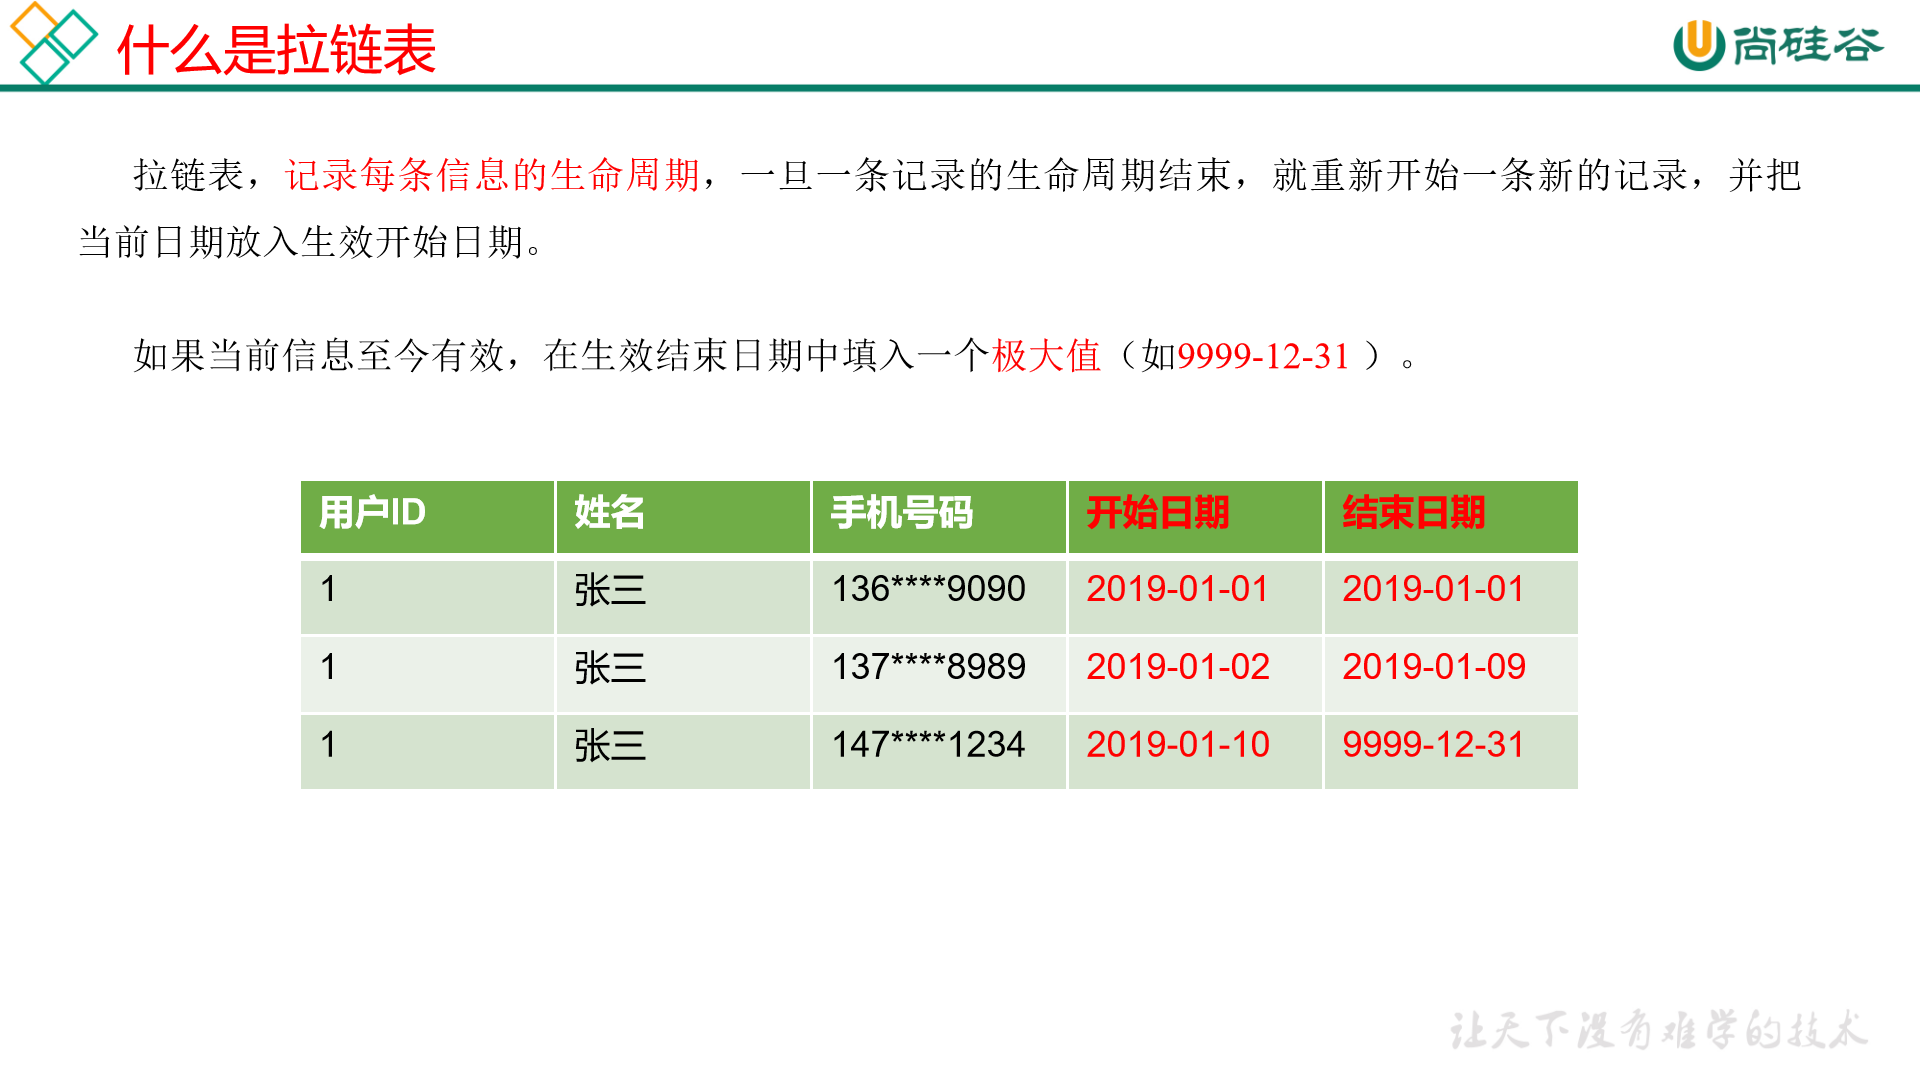 什么是拉链表
尚硅谷
拉链表，记录每条信息的生命周期，一旦一条记录的生命周期结束，就重新开始一条新的记录，并把
当前日期放入生效开始日期。
如果当前信息至今有效，在生效结束日期中填入一个极大值（如9999-12-31 ）。
用户ID 姓名 手机号码 开始日期 结束日期
1 张三 136****9090 2019-01-01 2019-01-01
1 张三 137****8989 2019-01-02 2019-01-09
1 张三 147****1234 2019-01-10 9999-12-31
让天下没有难学的技术